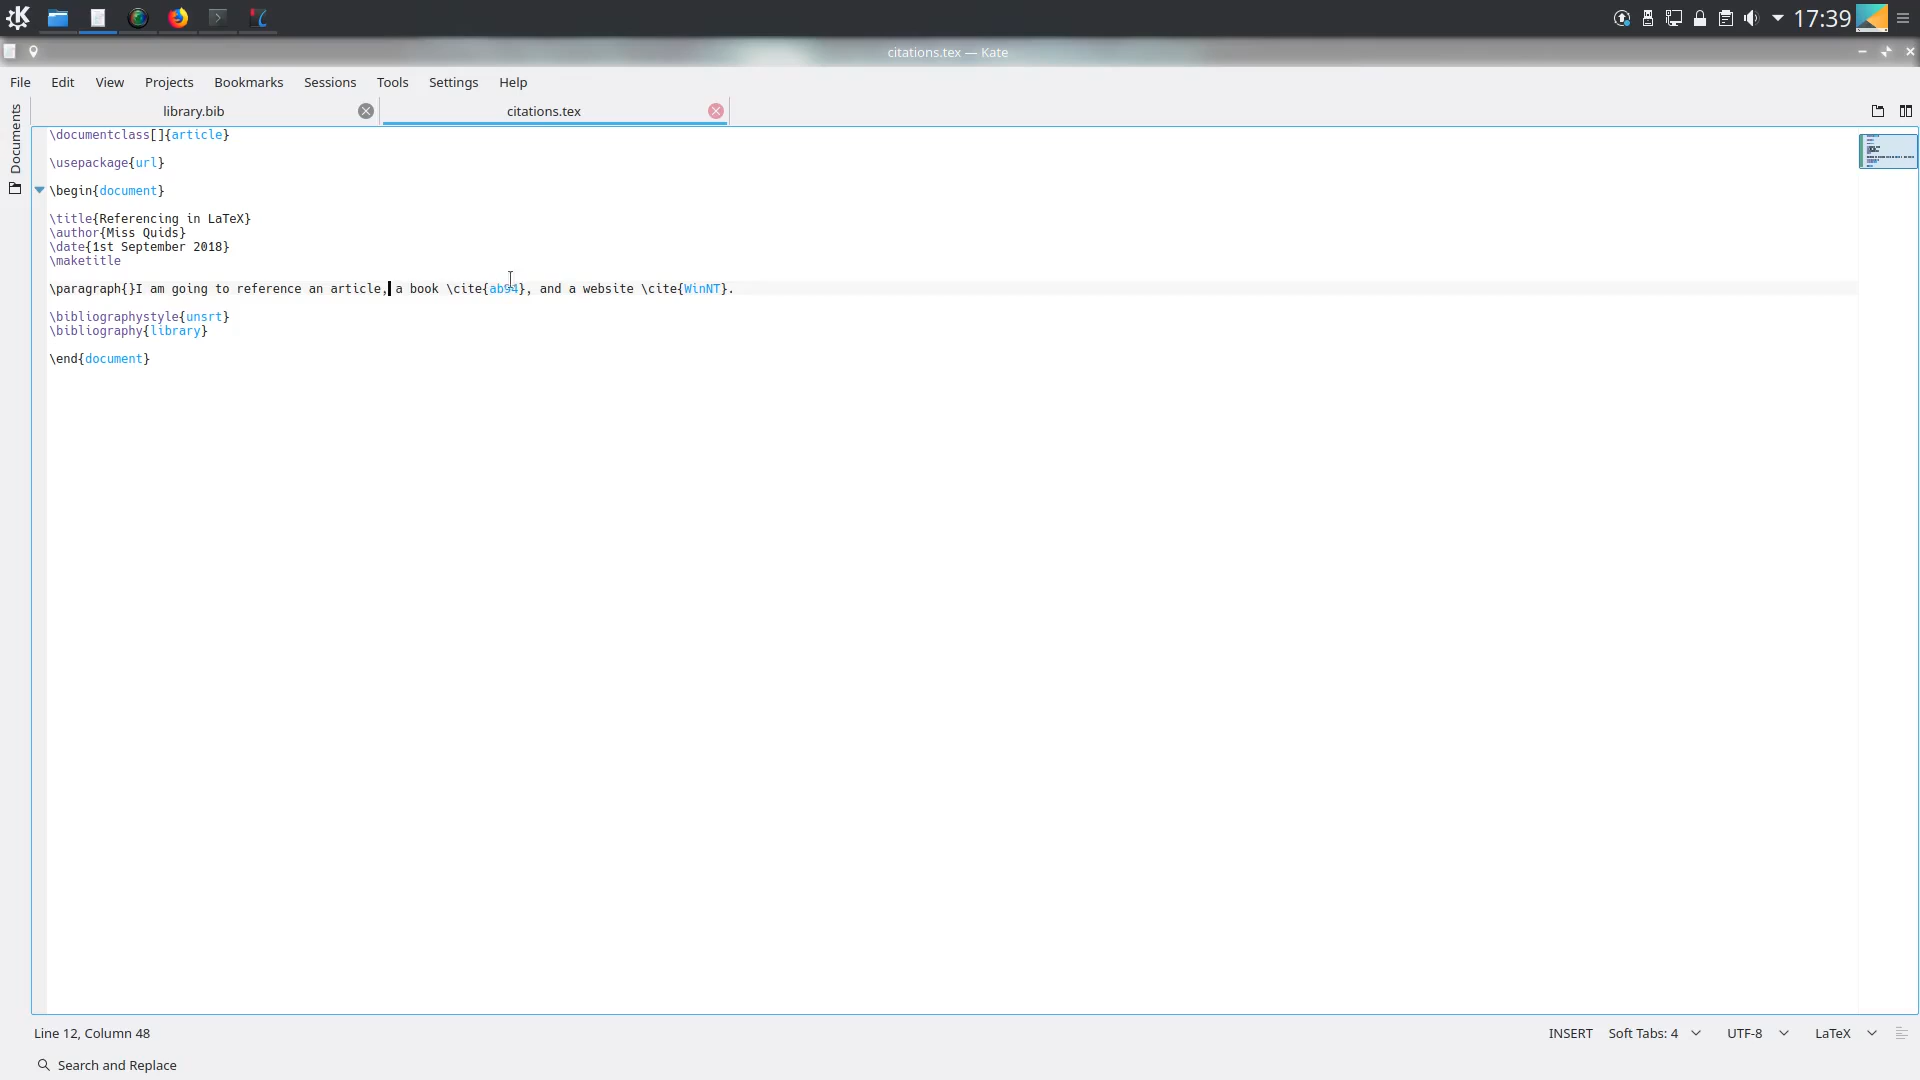 17:39
citations.tex — Kate
File Edit View Projects Bookmarks Sessions Tools Settings Help
library.bib citations.tex
Documents
\documentclass[]{article}
\usepackage{url}
\begin{document}
\title{Referencing in LaTeX}
\author{Miss Quids}
\date{1st September 2018}
\maketitle
\paragraph{}I am going to reference an article, a book \cite{ab94}, and a website \cite{WinNT}.
\bibliographystyle{unsrt}
\bibliography{library}
\end{document}
Line 12, Column 48 INSERT Soft Tabs: 4 UTF-8 LaTeX
Search and Replace